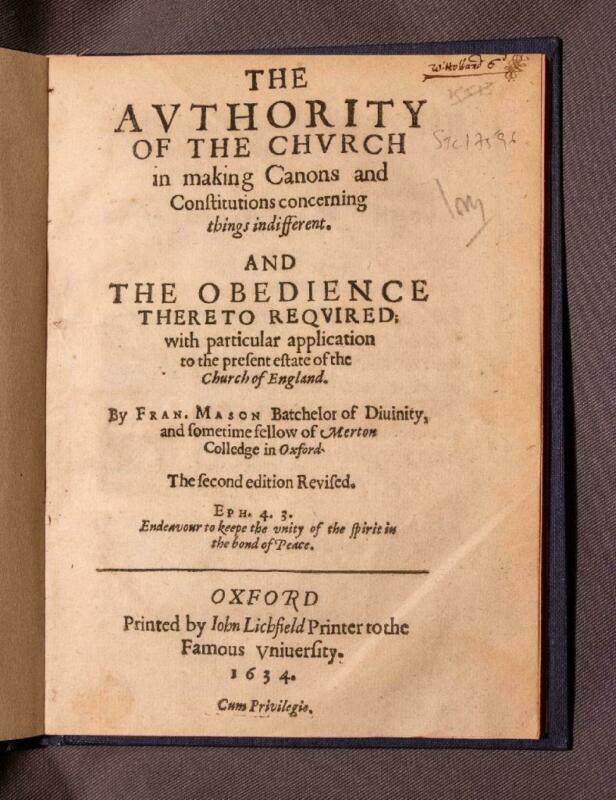 THE
AVTHORITY
OF THE CHVRCH
in making Canons and
Conſtitutions concerning
things indifferent.
AND
THE OBEDIENCE
THERETO REQVIRED;
with particular application
to the preſent eſtate of the
Church of England.
By FRAN. MASON Batchelor of Diuinity,
and ſometime fellow of Merton
Colledge in Oxford.
The ſecond edition Reviſed.
EPH. 4. 3.
Endeavour to keepe the vnity of the ſpirit in
the bond of Peace.
OXFORD
Printed by Iohn Lichfield Printer to the
Famous Vniuerſity.
1634.
Cum Privilegio.